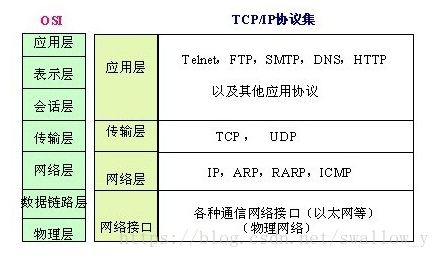 OSI
TCP/IP协议集
应用层
表示层
会话层
传输层
网络层
数据链路层
物理层
应用层
Telnet，FTP，SMTP，DNS，HTTP
以及其他应用协议
传输层
TCP， UDP
网络层
IP，ARP，RARP，ICMP
网络接口
各种通信网络接口（以太网等）
（物理网络）
https://blog.csdn.net/swallow_y